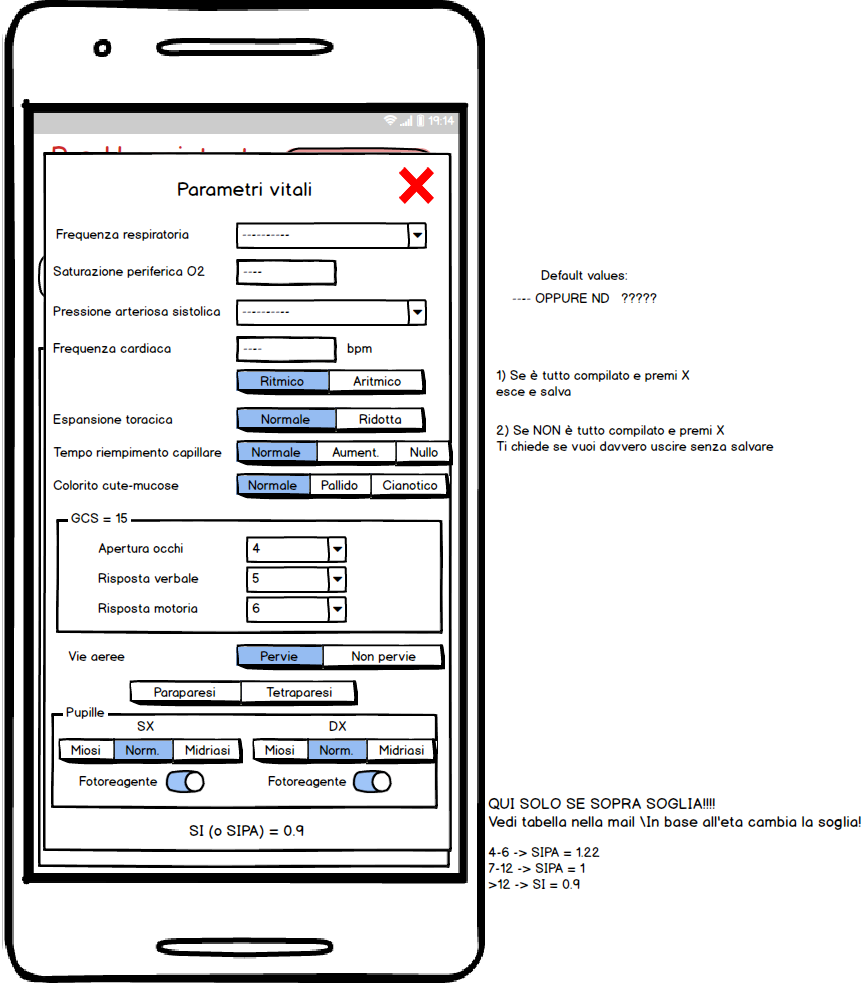 19:14
Parametri vitali
Frequenza respiratoria ----------
Saturazione periferica O2 ----
Pressione arteriosa sistolica ----------
Frequenza cardiaca ---- bpm
Ritmico Aritmico
Espansione toracica Normale Ridotta
Tempo riempimento capillare Normale Aument. Nullo
Colorito cute-mucose Normale Pallido Cianotico
GCS = 15
Apertura occhi 4
Risposta verbale 5
Risposta motoria 6
Vie aeree Pervie Non pervie
Paraparesi Tetraparesi
Pupille
SX DX
Miosi Norm. Midriasi Miosi Norm. Midriasi
Fotoreagente Fotoreagente
SI (o SIPA) = 0.9
Default values:
---- OPPURE ND ?????
1) Se è tutto compilato e premi X
esce e salva
2) Se NON è tutto compilato e premi X
Ti chiede se vuoi davvero uscire senza salvare
QUI SOLO SE SOPRA SOGLIA!!!!
Vedi tabella nella mail \In base all'eta cambia la soglia!
4-6 -> SIPA = 1.22
7-12 -> SIPA = 1
>12 -> SI = 0.9